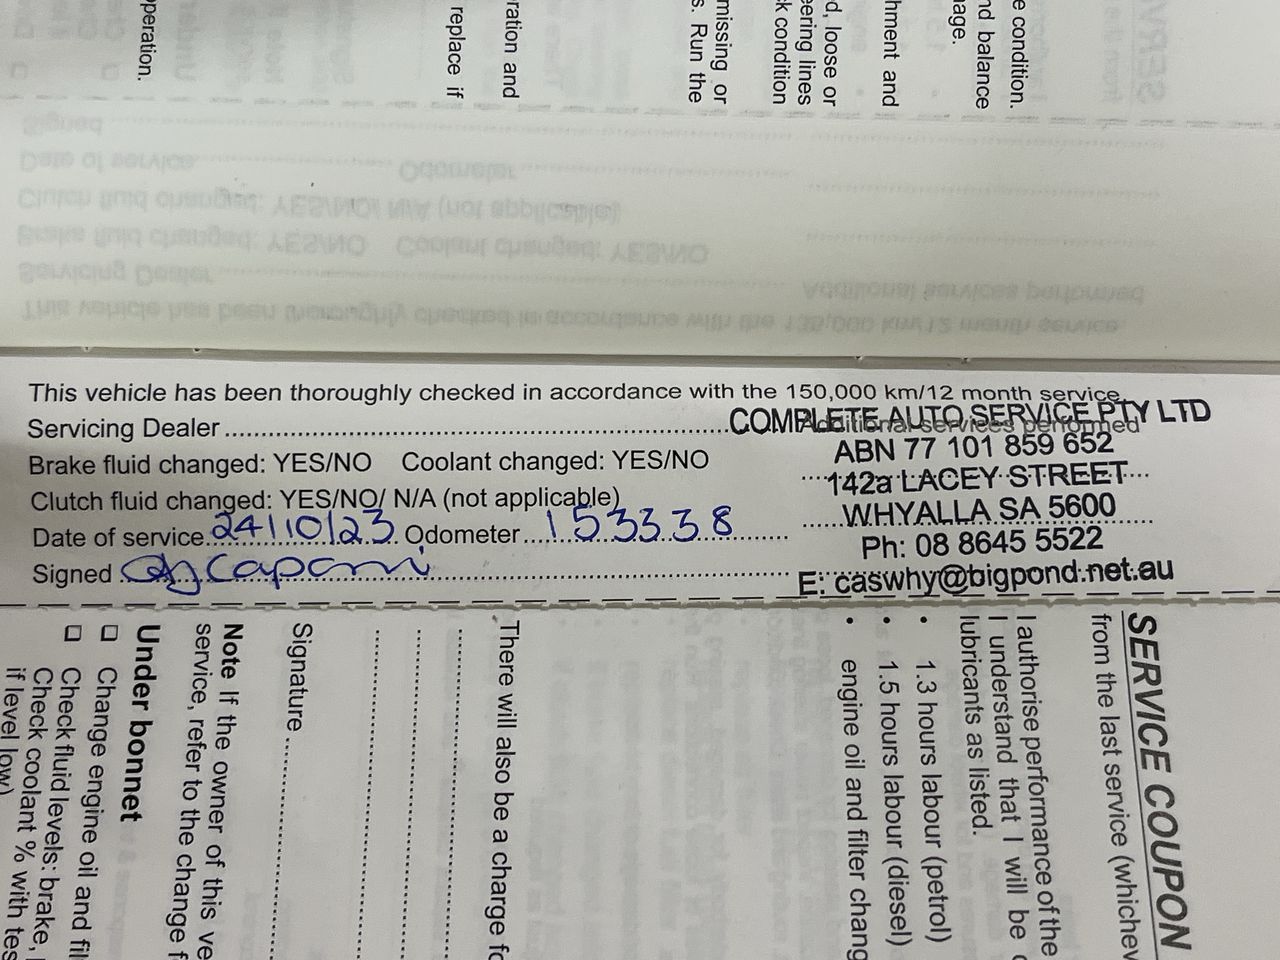 peration.
replace if
ration and
s. Run the
missing or
k condition
ering lines
d, loose or
hment and
nage.
nd balance
e condition.
This vehicle has been thoroughly checked in accordance with the 150,000 km/12 month service.
Servicing Dealer
Additional services performed
COMPLETE AUTO SERVICE PTY LTD
ABN 77 101 859 652
142a LACEY STREET
WHYALLA SA 5600
Ph: 08 8645 5522
E: caswhy@bigpond.net.au
Brake fluid changed: YES/NO Coolant changed: YES/NO
Clutch fluid changed: YES/NO/ N/A (not applicable)
Date of service 24/10/23 Odometer 153338
Signed
SERVICE COUPON
from the last service (whichev
I authorise performance of the
I understand that I will be
lubricants as listed.
• 1.3 hours labour (petrol)
• 1.5 hours labour (diesel)
• engine oil and filter chang
There will also be a charge fo
Signature
Note If the owner of this ve
service, refer to the change f
Under bonnet
Change engine oil and fil
Check fluid levels: brake,
Check coolant % with tes
if level low)